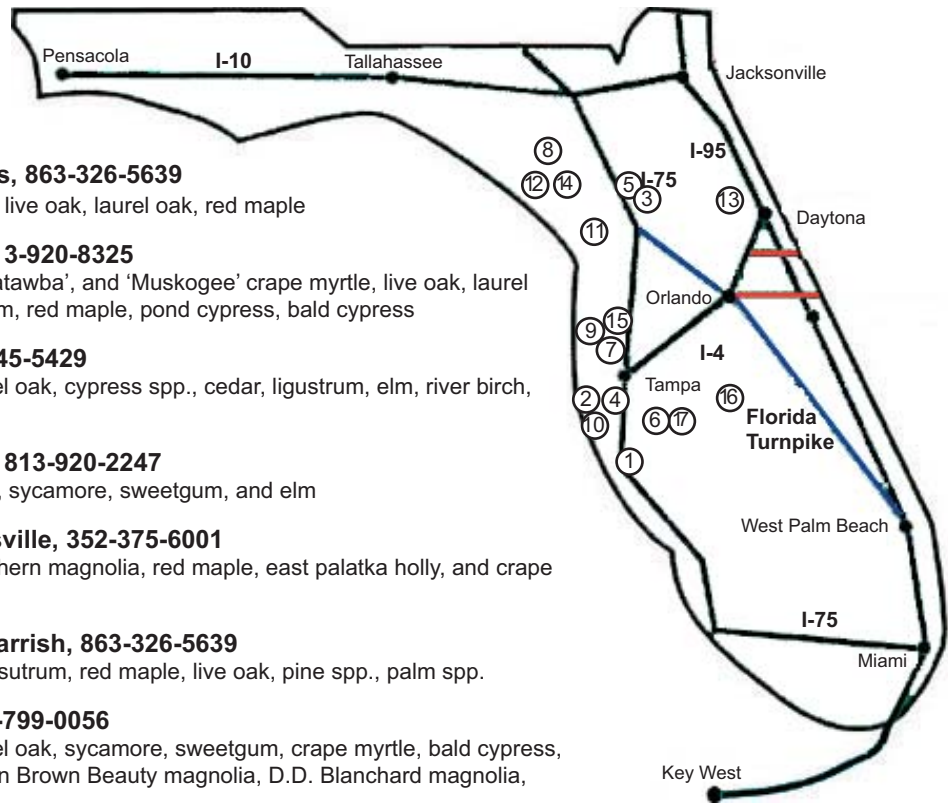 Pensacola
I-10
Tallahassee
Jacksonville
I-95
8
s, 863-326-5639
12
14
5
I-75
3
13
live oak, laurel oak, red maple
Daytona
11
3-920-8325
atawba’, and ‘Muskogee’ crape myrtle, live oak, laurel
m, red maple, pond cypress, bald cypress
Orlando
15
9
7
I-4
45-5429
el oak, cypress spp., cedar, ligustrum, elm, river birch,
Tampa
2
4
16
10
6
17
Florida
Turnpike
813-920-2247
, sycamore, sweetgum, and elm
1
West Palm Beach
sville, 352-375-6001
hern magnolia, red maple, east palatka holly, and crape
I-75
arrish, 863-326-5639
sutrum, red maple, live oak, pine spp., palm spp.
Miami
-799-0056
el oak, sycamore, sweetgum, crape myrtle, bald cypress,
n Brown Beauty magnolia, D.D. Blanchard magnolia,
Key West